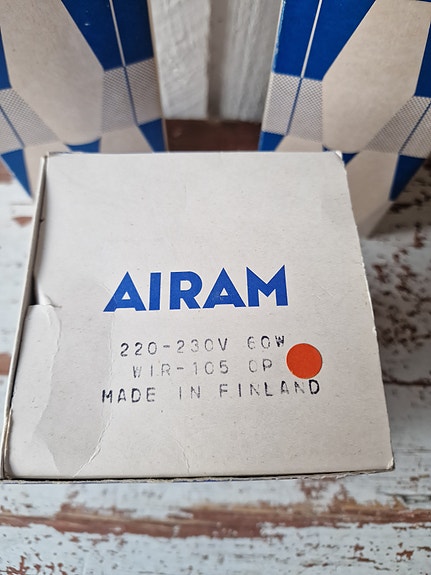 AIRAM
220-230V 60W
WIR-105 OP
MADE IN FINLAND